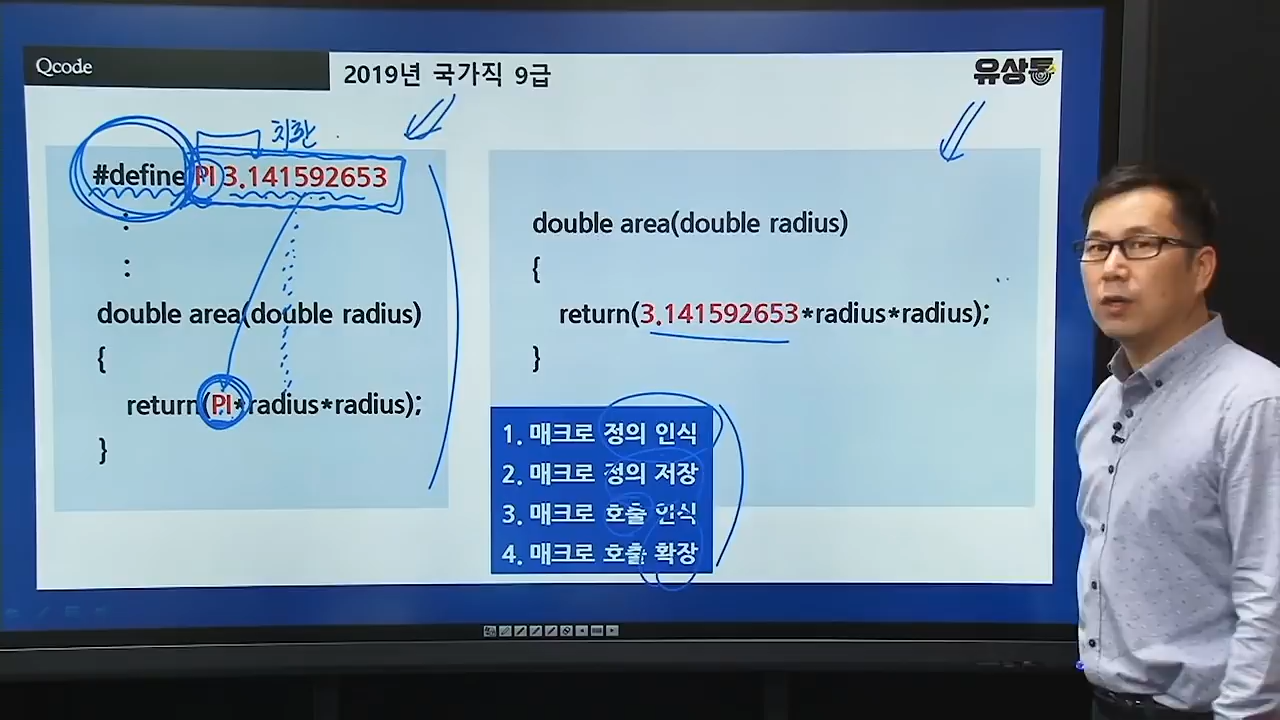 Qcode
2019년 국가직 9급
유상통
치환
#define PI 3.141592653
:
:
double area(double radius)
{
return(PI*radius*radius);
}
double area(double radius)
{
return(3.141592653*radius*radius);
}
1. 매크로 정의 인식
2. 매크로 정의 저장
3. 매크로 호출 인식
4. 매크로 호출 확장